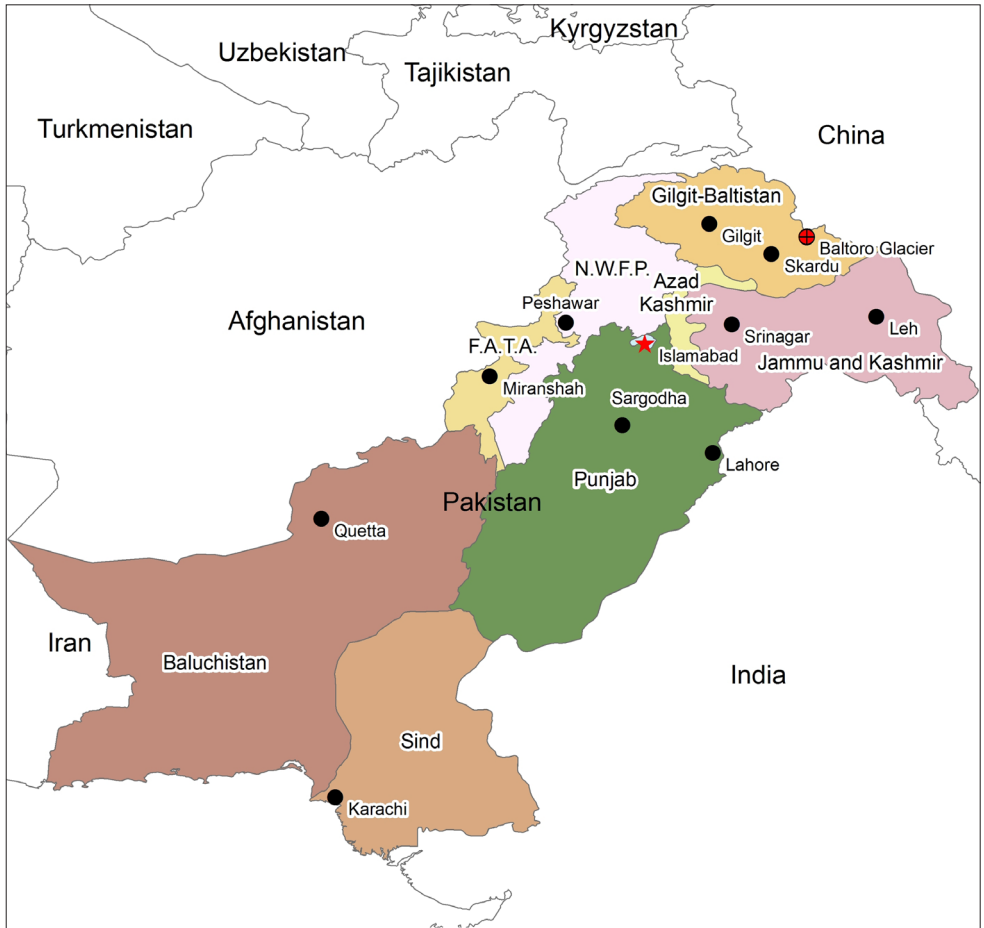 Kyrgyzstan
Uzbekistan
Tajikistan
Turkmenistan
China
Gilgit-Baltistan
Gilgit
Baltoro Glacier
Skardu
N.W.F.P.
Azad
Kashmir
Peshawar
Afghanistan
Srinagar
Leh
F.A.T.A.
Islamabad
Jammu and Kashmir
Miranshah
Sargodha
Lahore
Punjab
Pakistan
Quetta
Iran
Baluchistan
India
Sind
Karachi